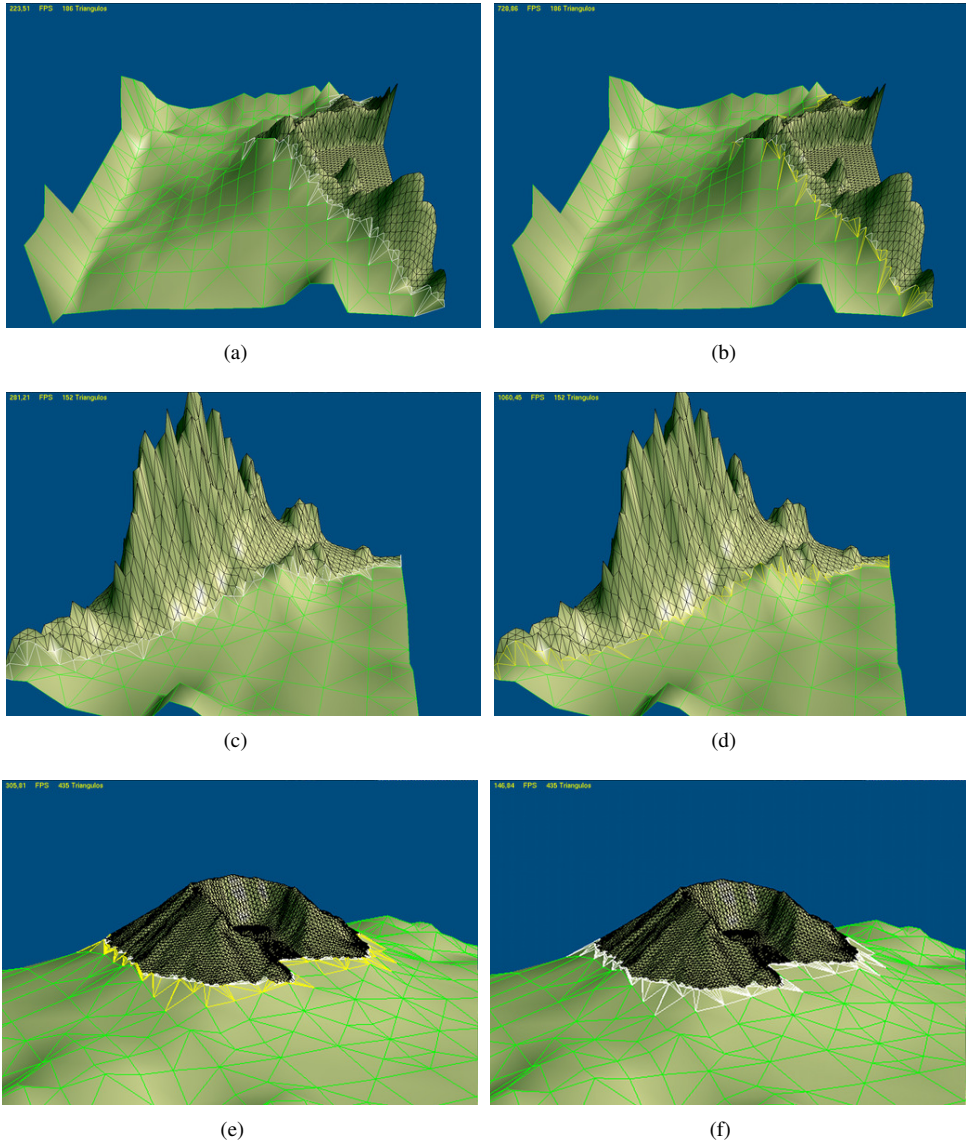 223,51 FPS 186 Triangulos
728,86 FPS 186 Triangulos
(a)
(b)
281,21 FPS 152 Triangulos
1060,45 FPS 152 Triangulos
(c)
(d)
305,81 FPS 435 Triangulos
146,84 FPS 435 Triangulos
(e)
(f)